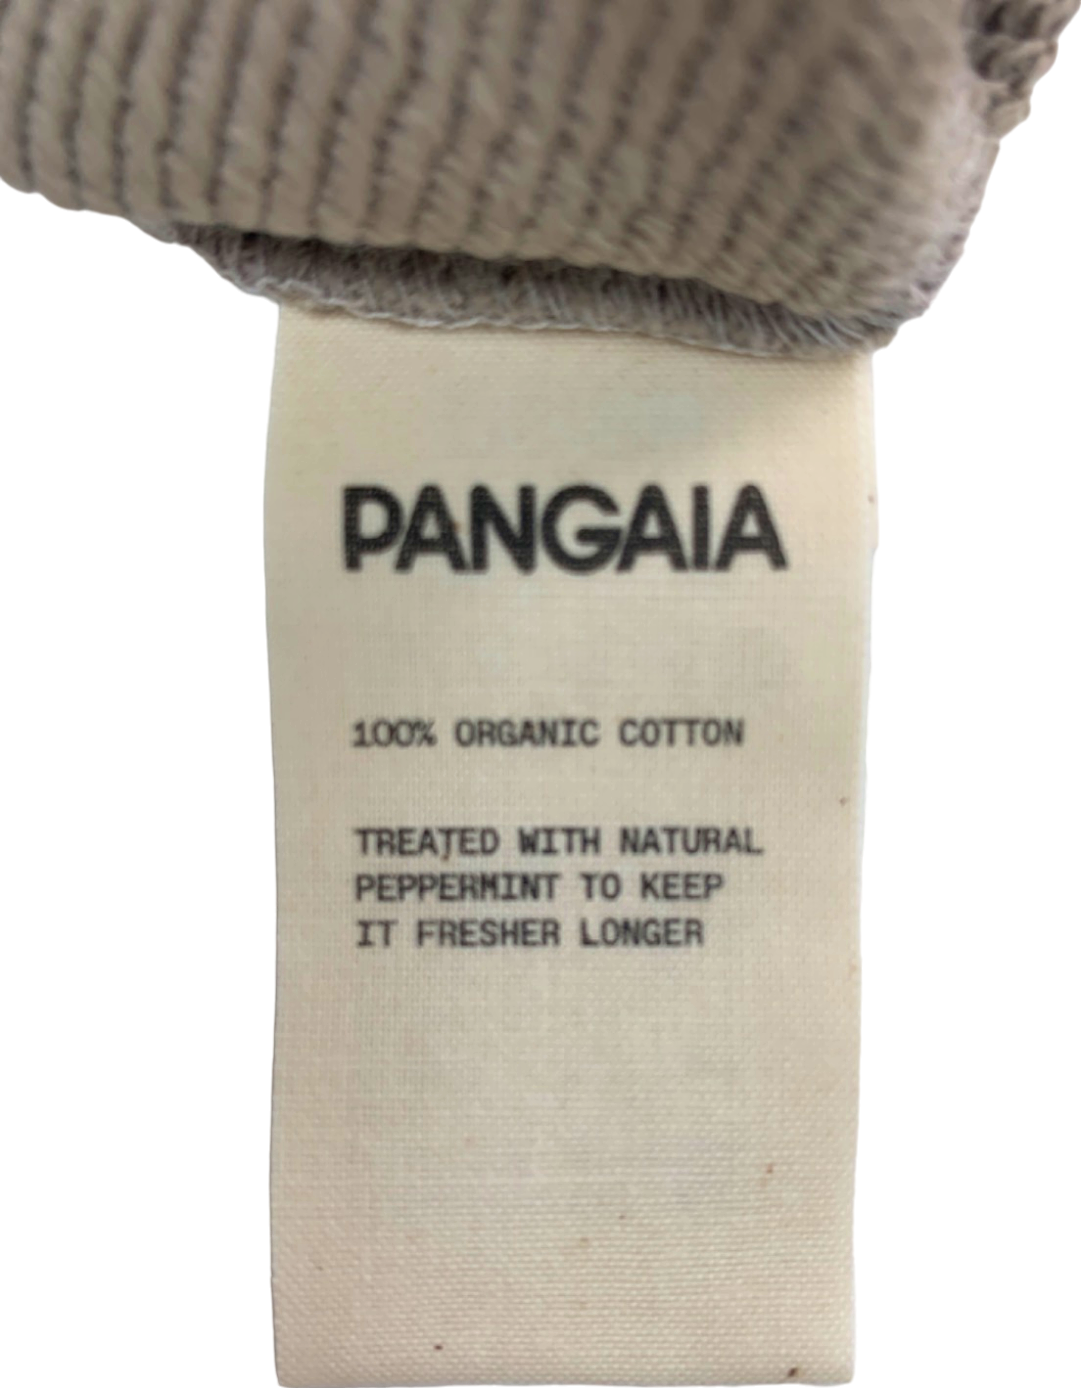 PANGAIA
100% ORGANIC COTTON
TREATED WITH NATURAL
PEPPERMINT TO KEEP
IT FRESHER LONGER